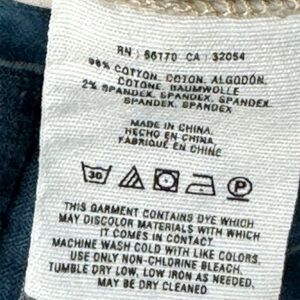 RN: 66170 CA: 32054
98% COTTON. COTON. ALGODÓN.
COTONE. BAUMWOLLE
2% SPANDEX. SPANDEX. SPANDEX.
SPANDEX. SPANDEX
MADE IN CHINA.
HECHO EN CHINA
FABRIQUÉ EN CHINE
30 P
THIS GARMENT CONTAINS DYE WHICH
MAY DISCOLOR MATERIALS WITH WHICH
IT COMES IN CONTACT
MACHINE WASH COLD WITH LIKE COLORS.
USE ONLY NON-CHLORINE BLEACH.
TUMBLE DRY LOW, LOW IRON AS NEEDED,
MAY BE DRY CLEANED